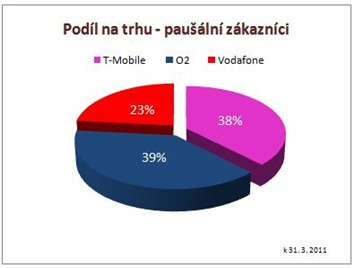 Podíl na trhu - paušální zákazníci
T-Mobile O2 Vodafone
23%
38%
39%
k 31. 3. 2011